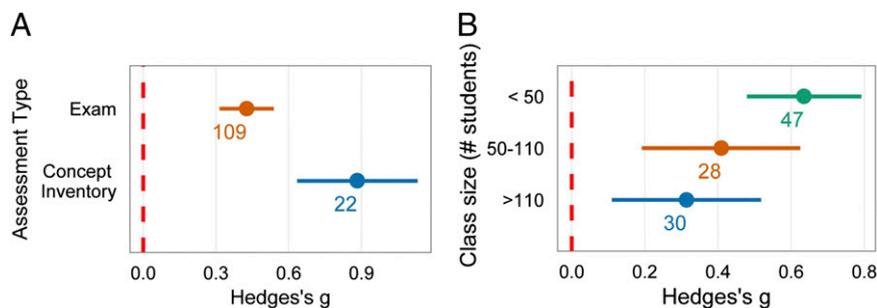 A
Assessment Type
Exam
109
Concept
Inventory
22
0.0 0.3 0.6 0.9
Hedges's g
B
Class size (# students)
< 50
47
50-110
28
>110
30
0.0 0.2 0.4 0.6 0.8
Hedges's g